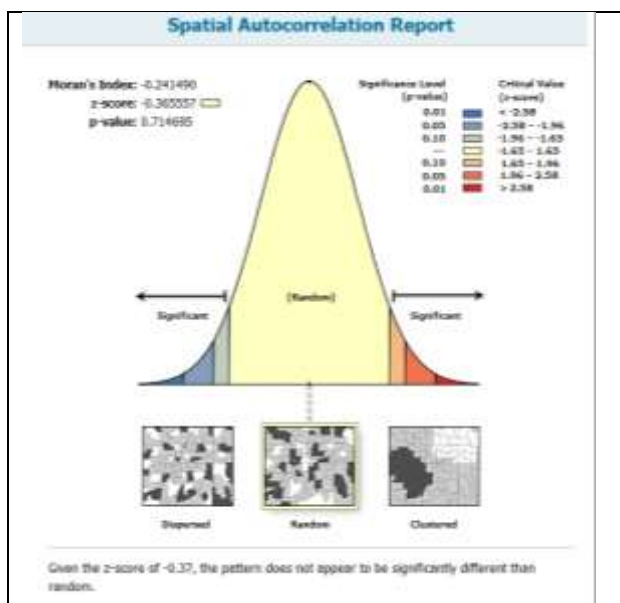 Spatial Autocorrelation Report
Moran's Index: -0.241490
z-score: -0.365557
p-value: 0.714685
Significance Level
(p-value)
Critical Value
(z-score)
0.01 < -2.58
0.05 -2.58 - -1.96
0.10 -1.96 - -1.65
--- -1.65 - 1.65
0.10 1.65 - 1.96
0.05 1.96 - 2.58
0.01 > 2.58
(Random)
Significant
Significant
Dispersed
Random
Clustered
Given the z-score of -0.37, the pattern does not appear to be significantly different than
random.